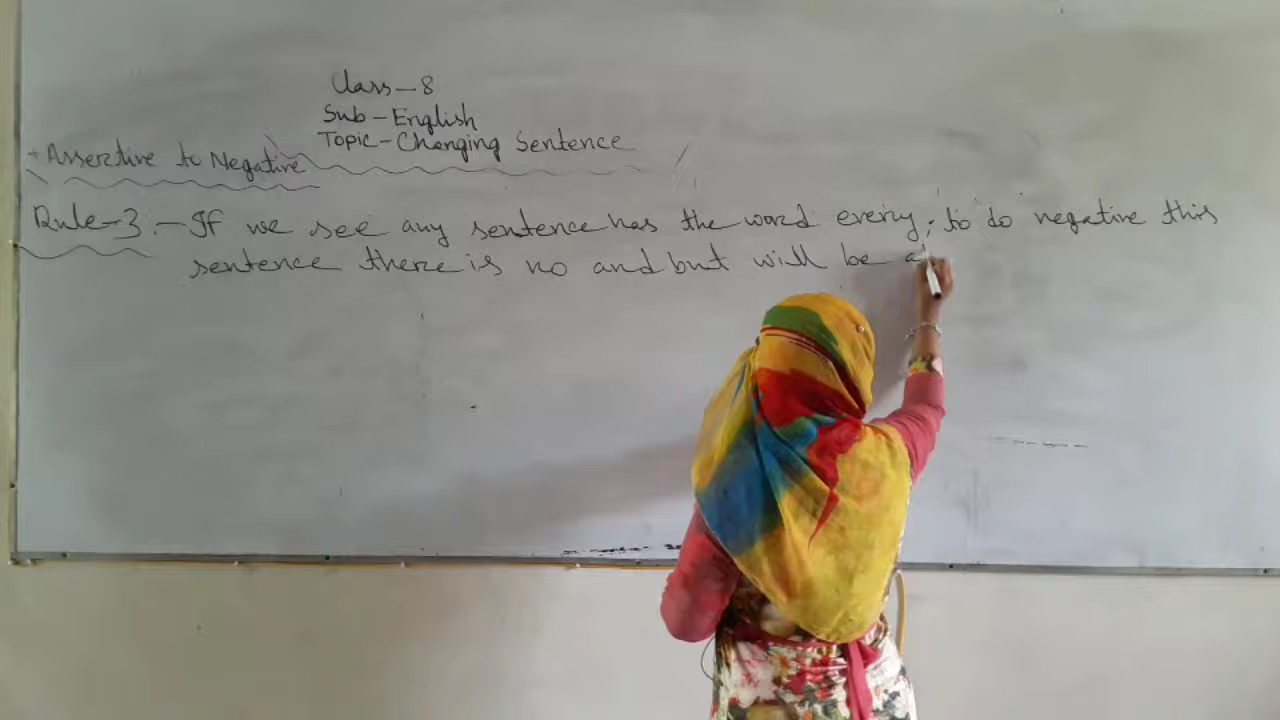 Class-8
Sub-English
Topic-Changing Sentence
Assertive to Negative
Rule-3:-If we see any sentence has the word every, to do negative this
sentence there is no and but will be